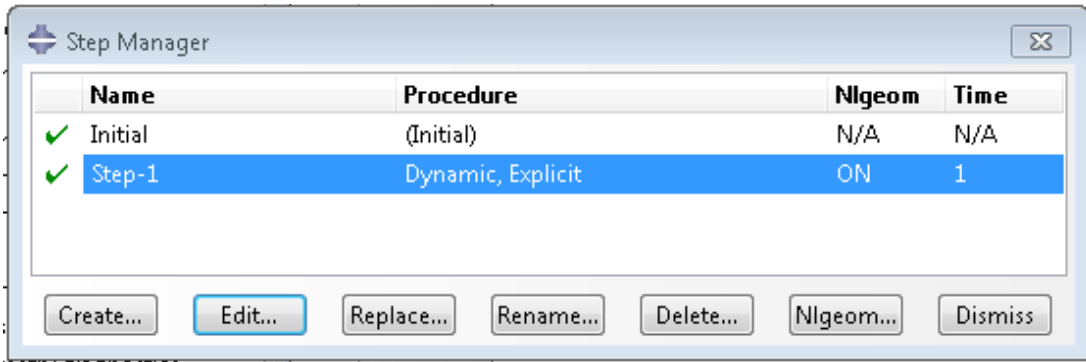 Step Manager
Name Procedure Nlgeom Time
Initial (Initial) N/A N/A
Step-1 Dynamic, Explicit ON 1
Create... Edit... Replace... Rename... Delete... Nlgeom... Dismiss